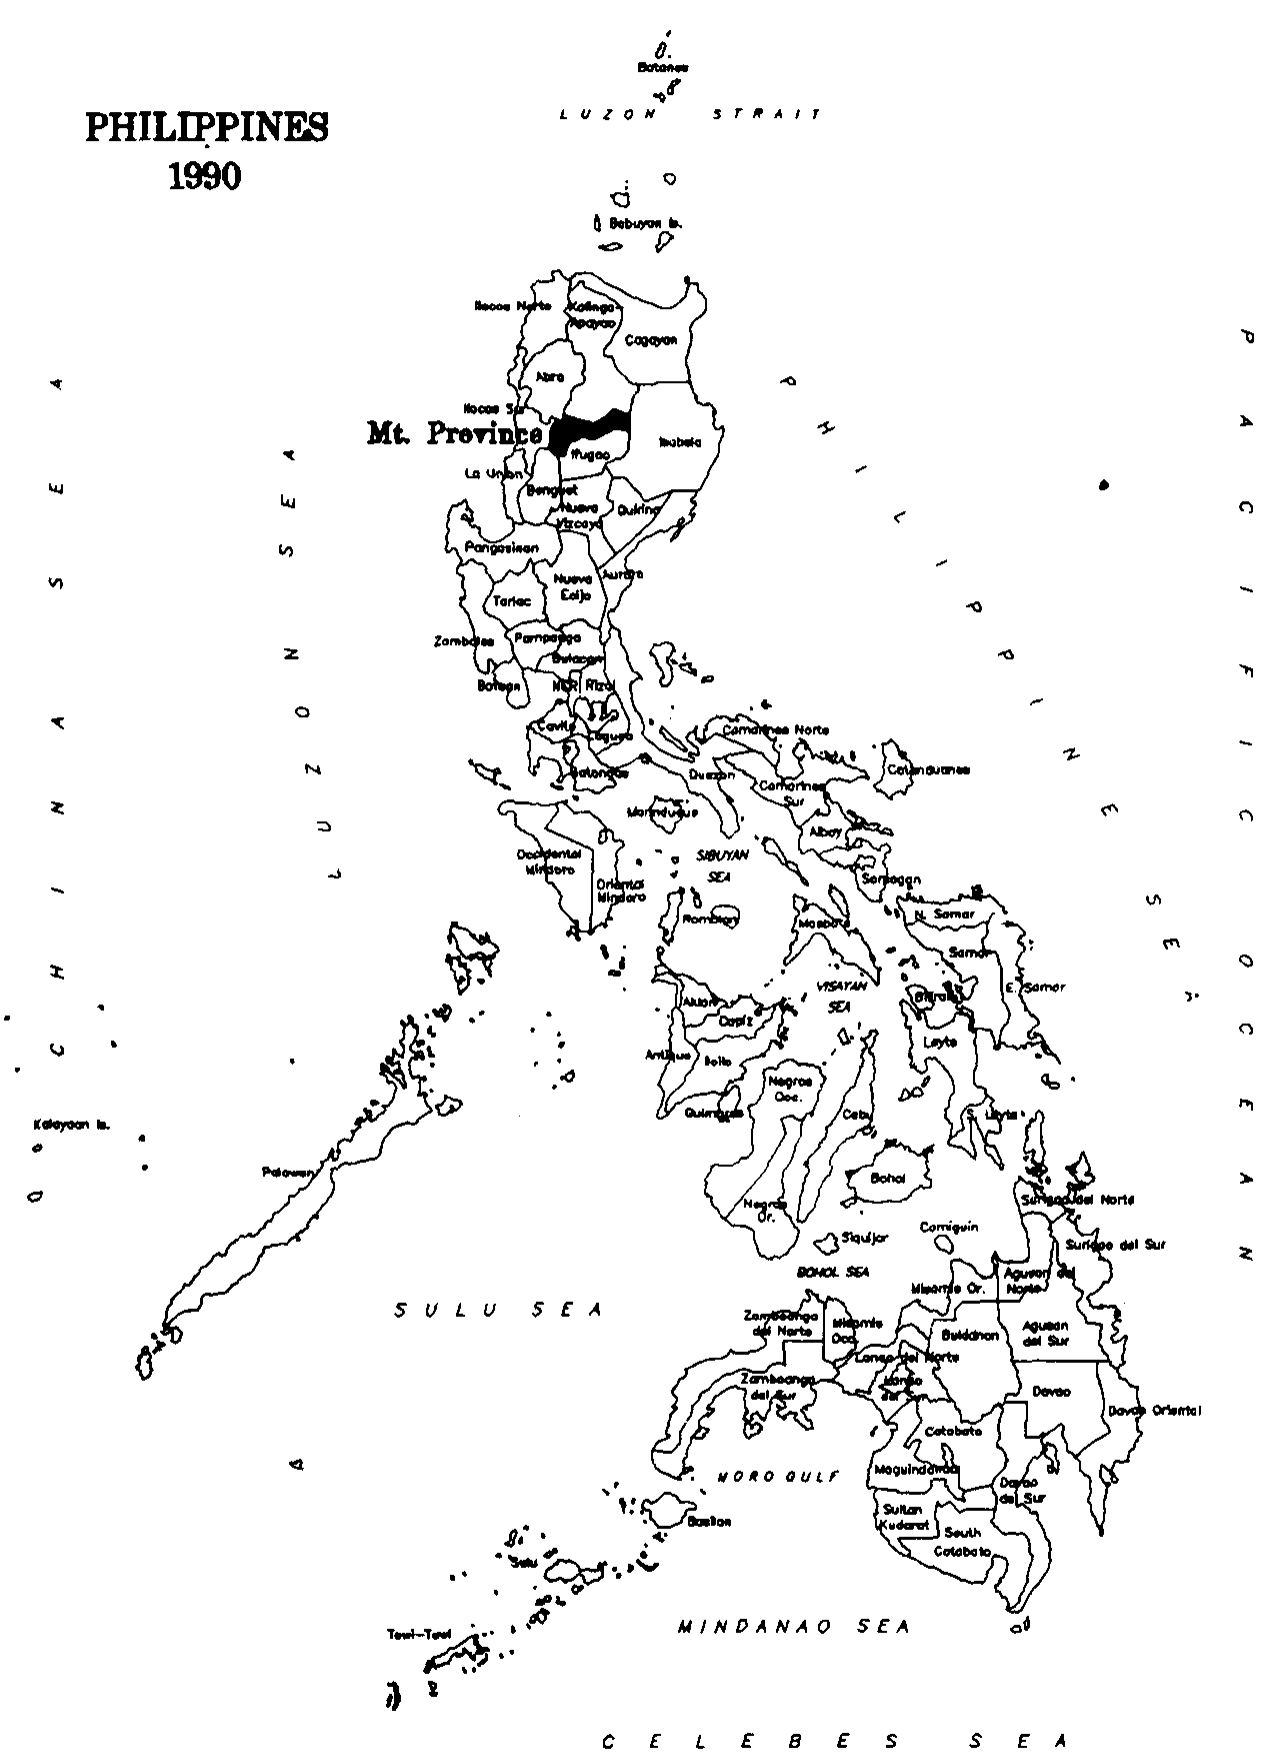 Batanes
LUZON STRAIT
PHILIPPINES
1990
Babuyan Is.
Ilocos Norte
Kalinga-
Apayao
Cagayan
Abra
Ilocos Sur
Mt. Province
Isabela
Ifugao
La Union
Benguet
Nueva
Vizcaya
Quirino
Pangasinan
Nueva
Ecija
Aurora
Tarlac
Zambales
Pampanga
Bulacan
Bataan
NCR
Rizal
Cavite
Laguna
Batangas
Quezon
Camarines Norte
Camarines
Sur
Catanduanes
Marinduque
Albay
SIBUYAN
SEA
Occidental
Mindoro
Oriental
Mindoro
Sorsogon
Romblon
Masbate
N. Samar
Samar
E. Samar
VISAYAN
SEA
Biliran
Aklan
Capiz
Antique
Iloilo
Leyte
Negros
Occ.
Guimaras
Cebu
S. Leyte
Kalayaan Is.
Palawan
Bohol
Negros
Or.
Surigao del Norte
Siquijor
Camiguin
Surigao del Sur
BOHOL SEA
Misamis Or.
Agusan del
Norte
SULU SEA
Zamboanga
del Norte
Misamis
Occ.
Bukidnon
Agusan
del Sur
Lanao del Norte
Lanao
del Sur
Zamboanga
del Sur
Davao
Davao Oriental
Cotabato
MORO GULF
Maguindanao
Davao
del Sur
Sultan
Kudarat
South
Cotabato
Basilan
Sulu
Tawi-Tawi
MINDANAO SEA
CELEBES SEA
CHINA SEA
LUZON SEA
PHILIPPINE SEA
PACIFIC OCEAN